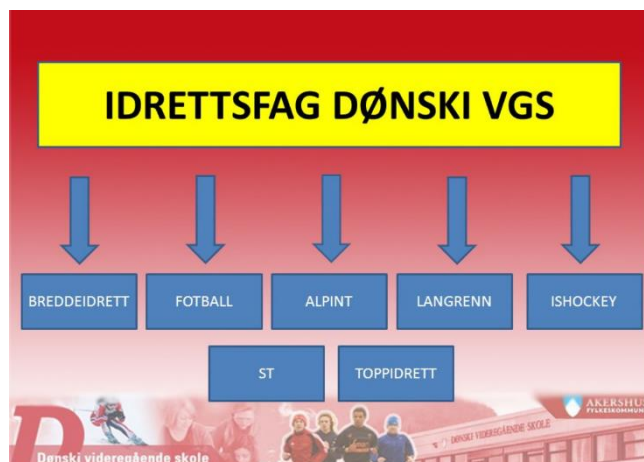 IDRETTSFAG DØNSKI VGS
BREDDEIDRETT
FOTBALL
ALPINT
LANGRENN
ISHOCKEY
ST
TOPPIDRETT
AKERSHUS
FYLKESKOMMUNE
DØNSKI VIDEREGÅENDE SKOLE
Dønski videregående skole